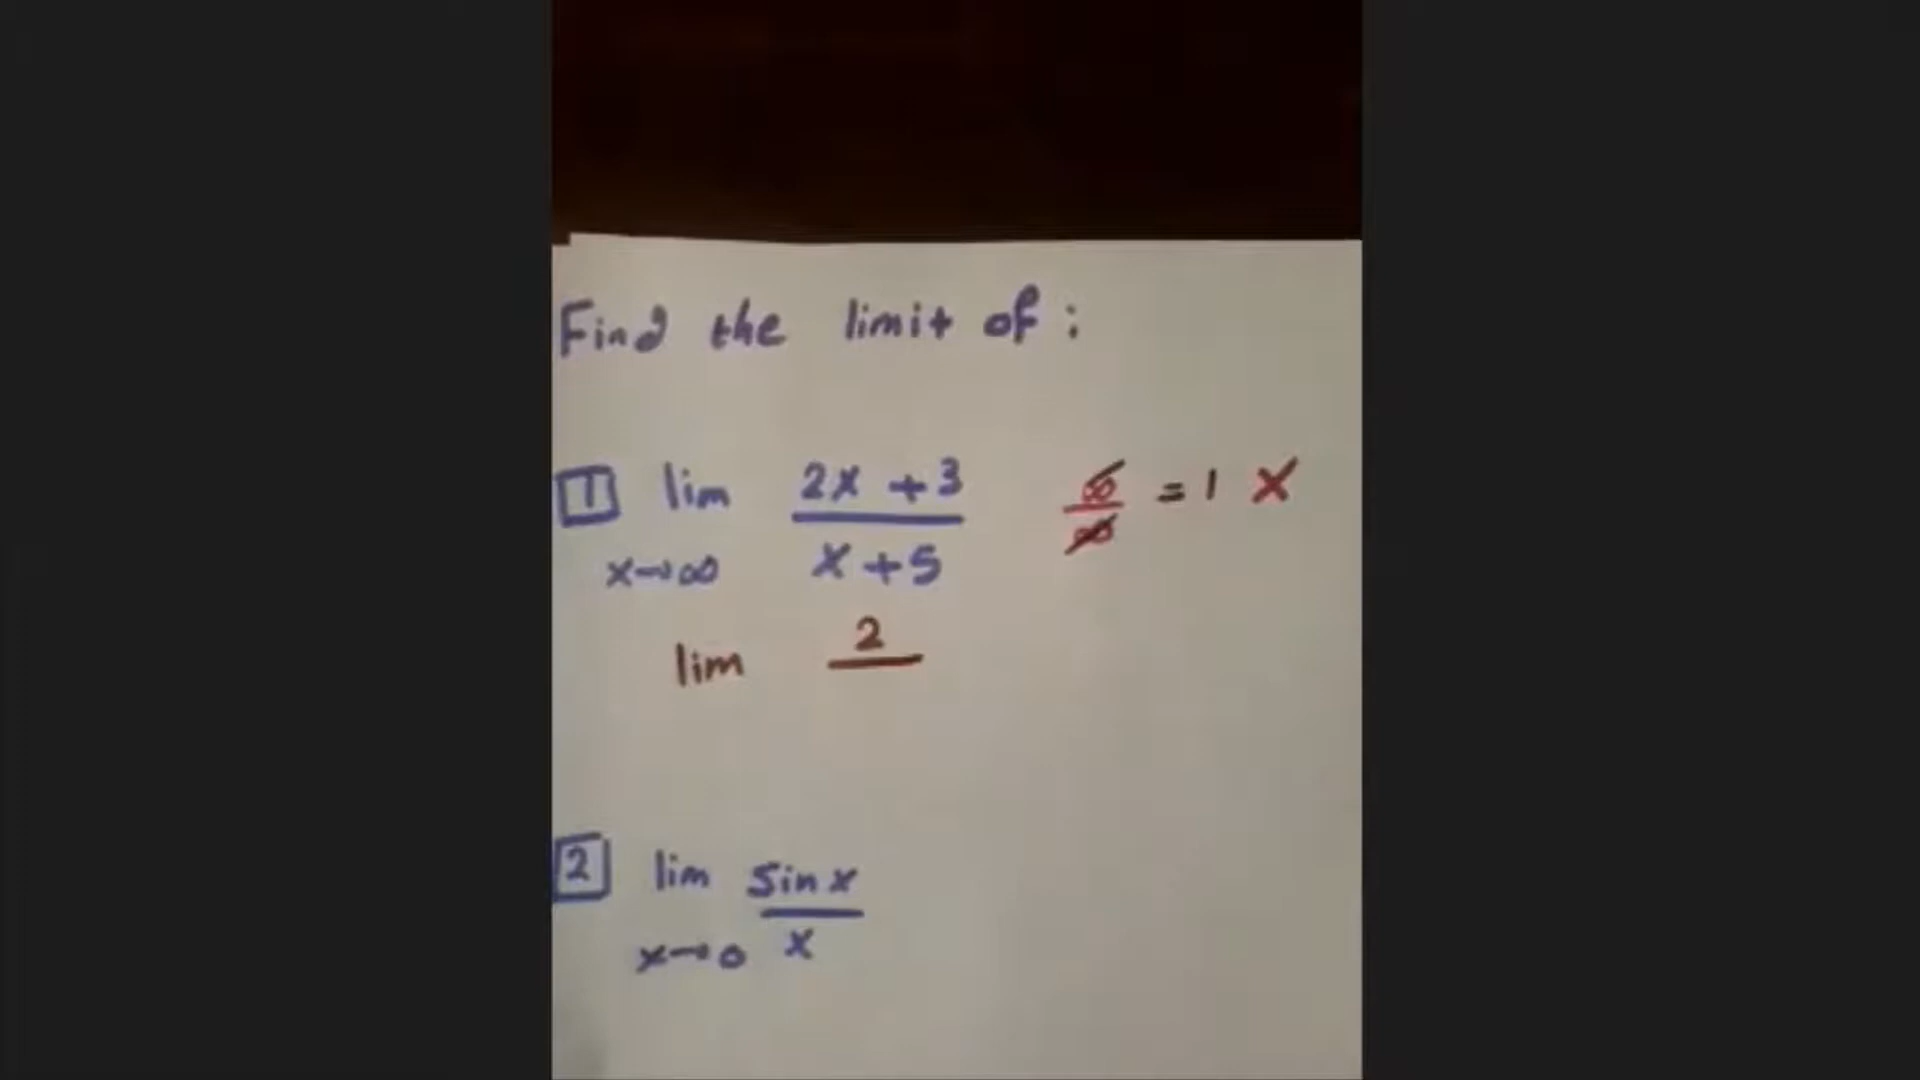 Find the limit of :
1 lim 2x + 3 ∞ = 1 X
x→∞ x + 5 ∞
lim 2
2 lim sin x
x→0 x